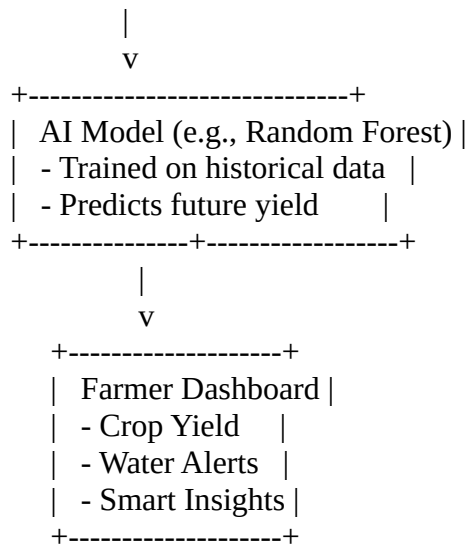 |
v
+------------------------------+
| AI Model (e.g., Random Forest) |
| - Trained on historical data |
| - Predicts future yield |
+---------------+------------------+
|
v
+--------------------+
| Farmer Dashboard |
| - Crop Yield |
| - Water Alerts |
| - Smart Insights |
+--------------------+